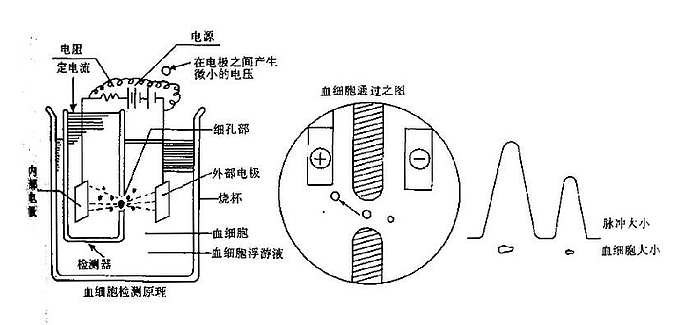 电源
电阻
定电流
在电极之间产生
微小的电压
血细胞通过之图
细孔部
内部电极
外部电极
烧杯
+
−
脉冲大小
血细胞
血细胞大小
血细胞浮游液
检测器
血细胞检测原理